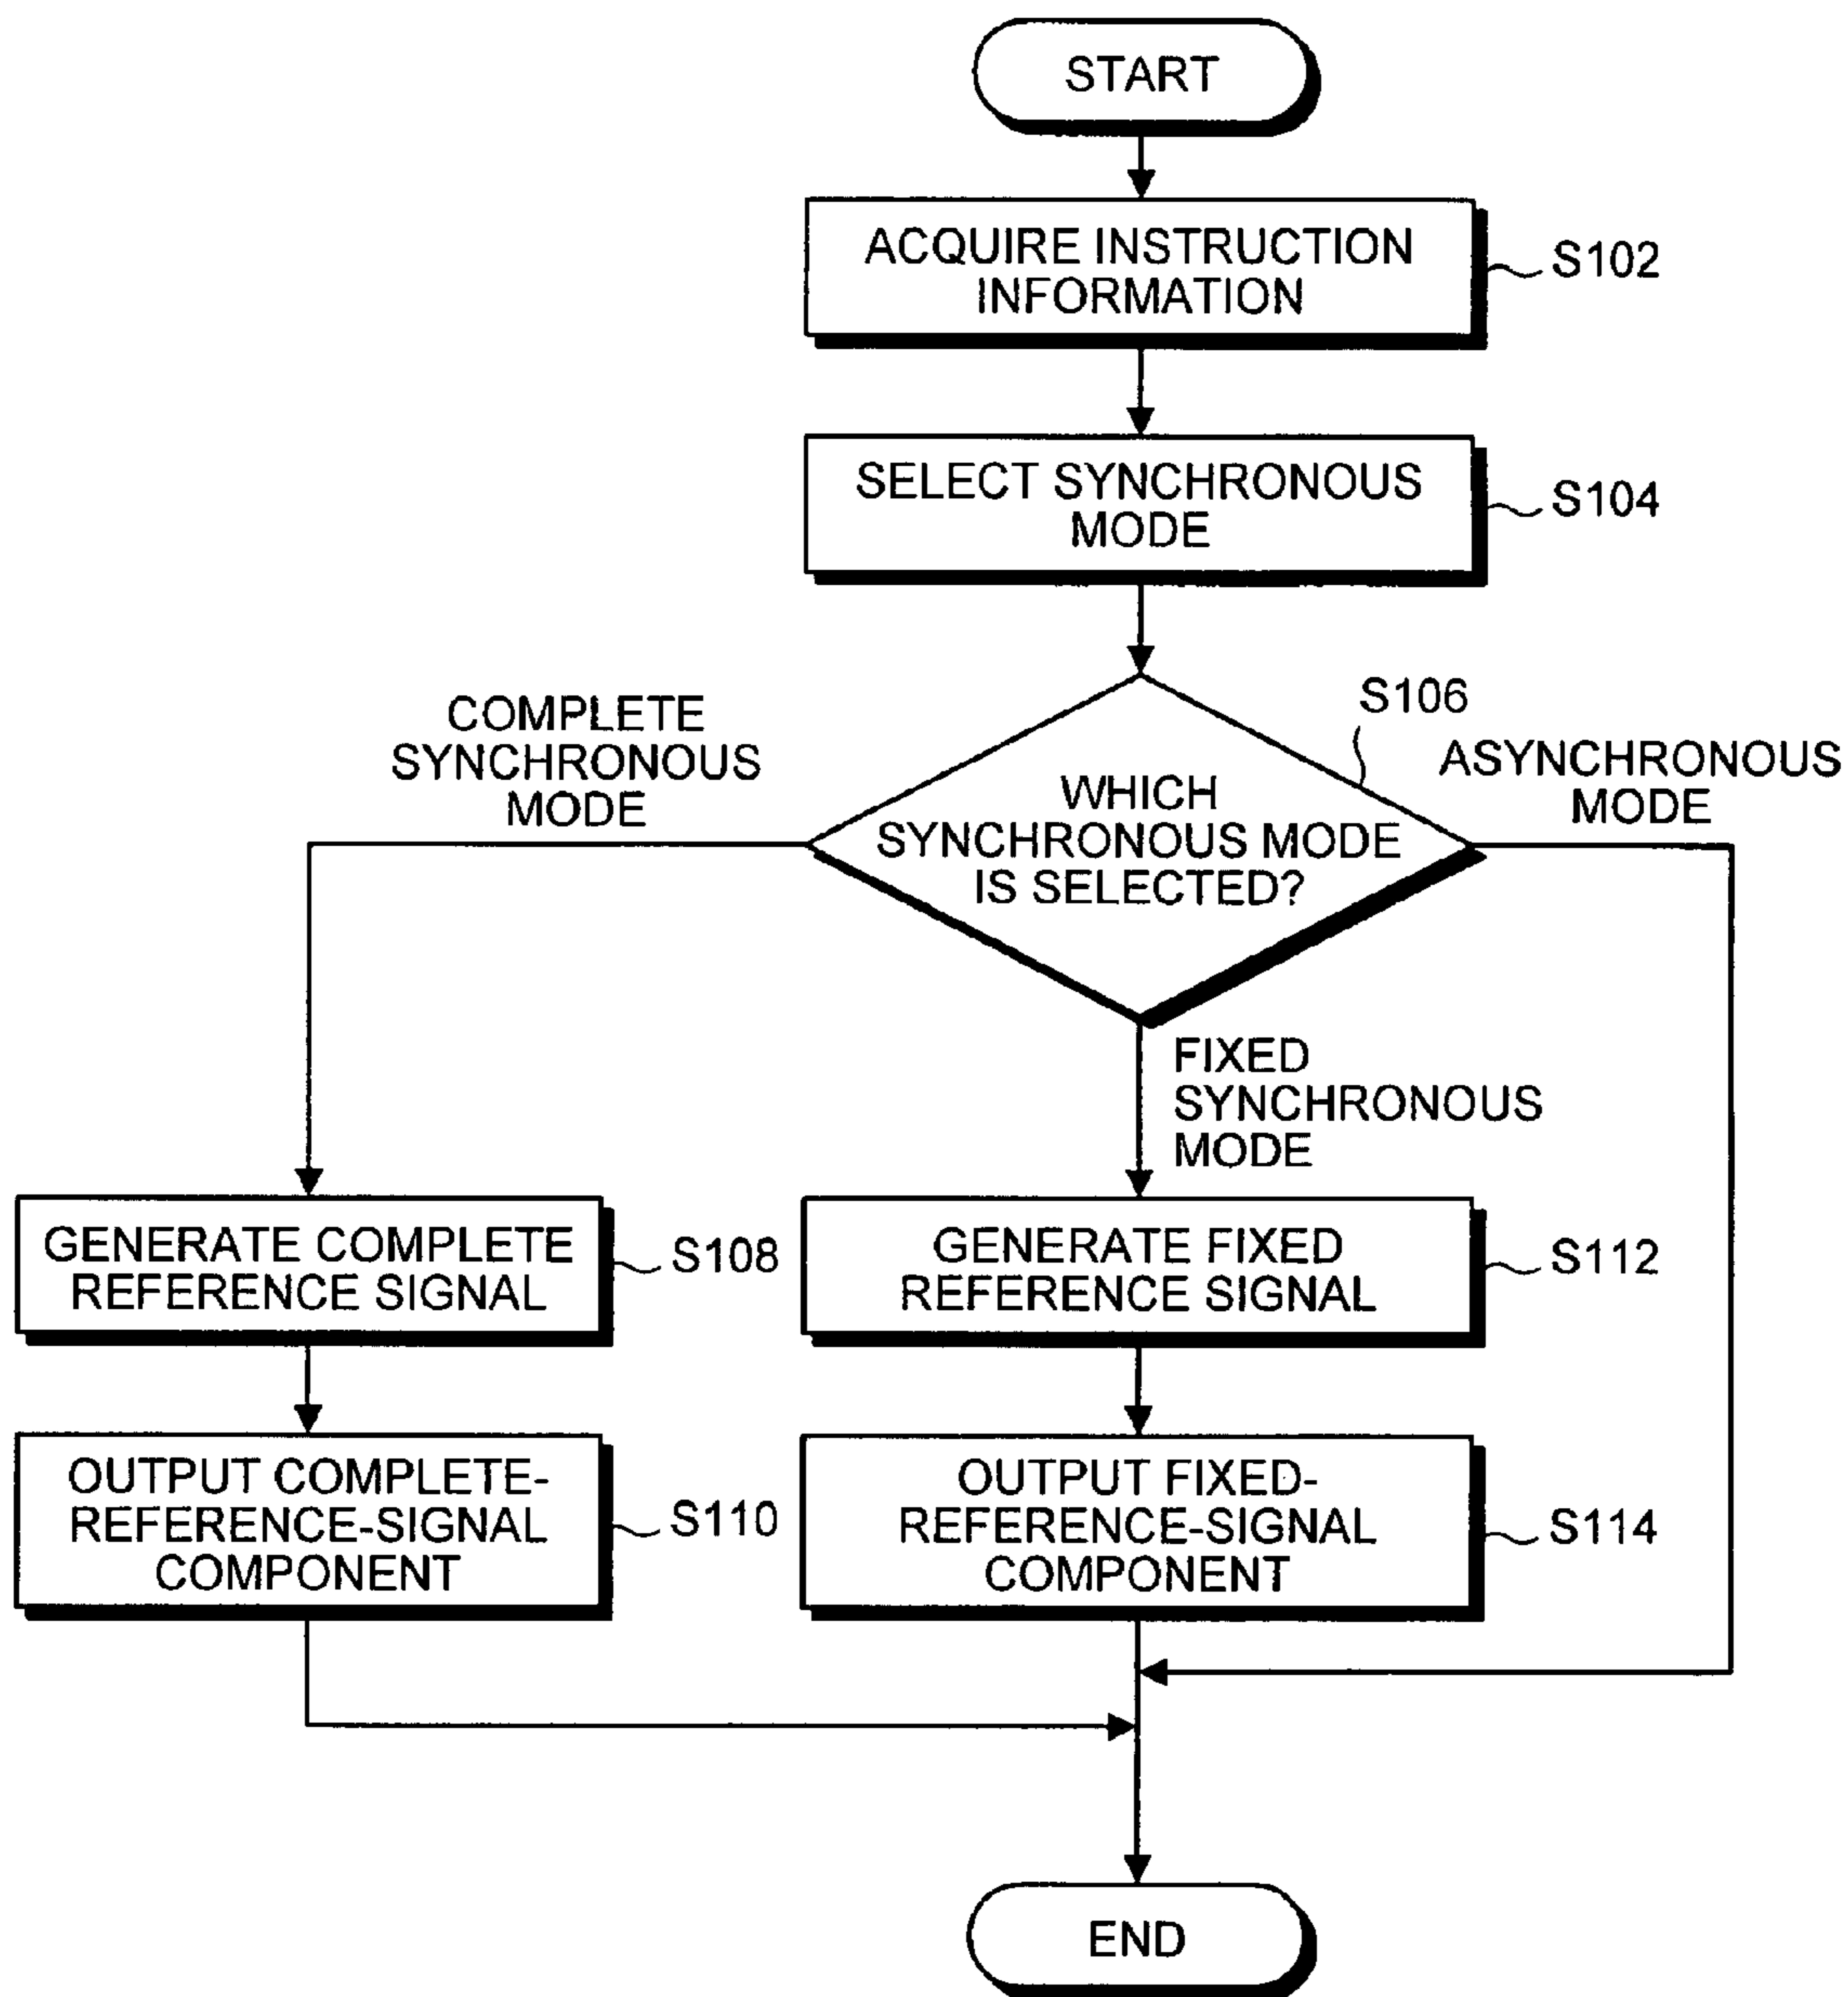 START
ACQUIRE INSTRUCTION
INFORMATION
S102
SELECT SYNCHRONOUS
MODE
S104
COMPLETE
SYNCHRONOUS
MODE
S106
ASYNCHRONOUS
MODE
WHICH
SYNCHRONOUS MODE
IS SELECTED?
FIXED
SYNCHRONOUS
MODE
GENERATE COMPLETE
REFERENCE SIGNAL
S108
GENERATE FIXED
REFERENCE SIGNAL
S112
OUTPUT COMPLETE-
REFERENCE-SIGNAL
COMPONENT
S110
OUTPUT FIXED-
REFERENCE-SIGNAL
COMPONENT
S114
END